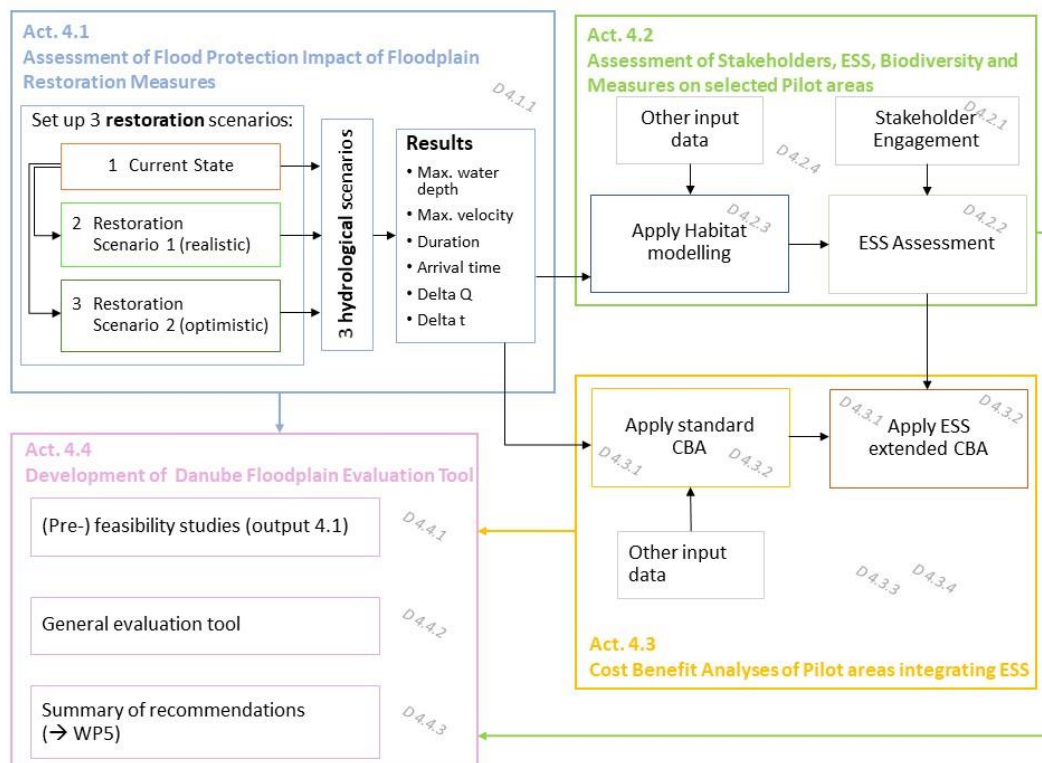 Act. 4.1
Assessment of Flood Protection Impact of Floodplain
Restoration Measures
D 4.1.1
Set up 3 restoration scenarios:
1 Current State
2 Restoration
Scenario 1 (realistic)
3 Restoration
Scenario 2 (optimistic)
3 hydrological scenarios
Results
• Max. water
depth
• Max. velocity
• Duration
• Arrival time
• Delta Q
• Delta t
Act. 4.2
Assessment of Stakeholders, ESS, Biodiversity and
Measures on selected Pilot areas
Other input
data
D 4.2.4
Stakeholder
Engagement
D 4.2.1
Apply Habitat
modelling
D 4.2.3
ESS Assessment
D 4.2.2
Apply standard
CBA
D 4.3.1
D 4.3.2
Apply ESS
extended CBA
D 4.3.1
D 4.3.2
Other input
data
D 4.3.3
D 4.3.4
Act. 4.3
Cost Benefit Analyses of Pilot areas integrating ESS
Act. 4.4
Development of Danube Floodplain Evaluation Tool
(Pre-) feasibility studies (output 4.1)
D 4.4.1
General evaluation tool
D 4.4.2
Summary of recommendations
(→ WP5)
D 4.4.3